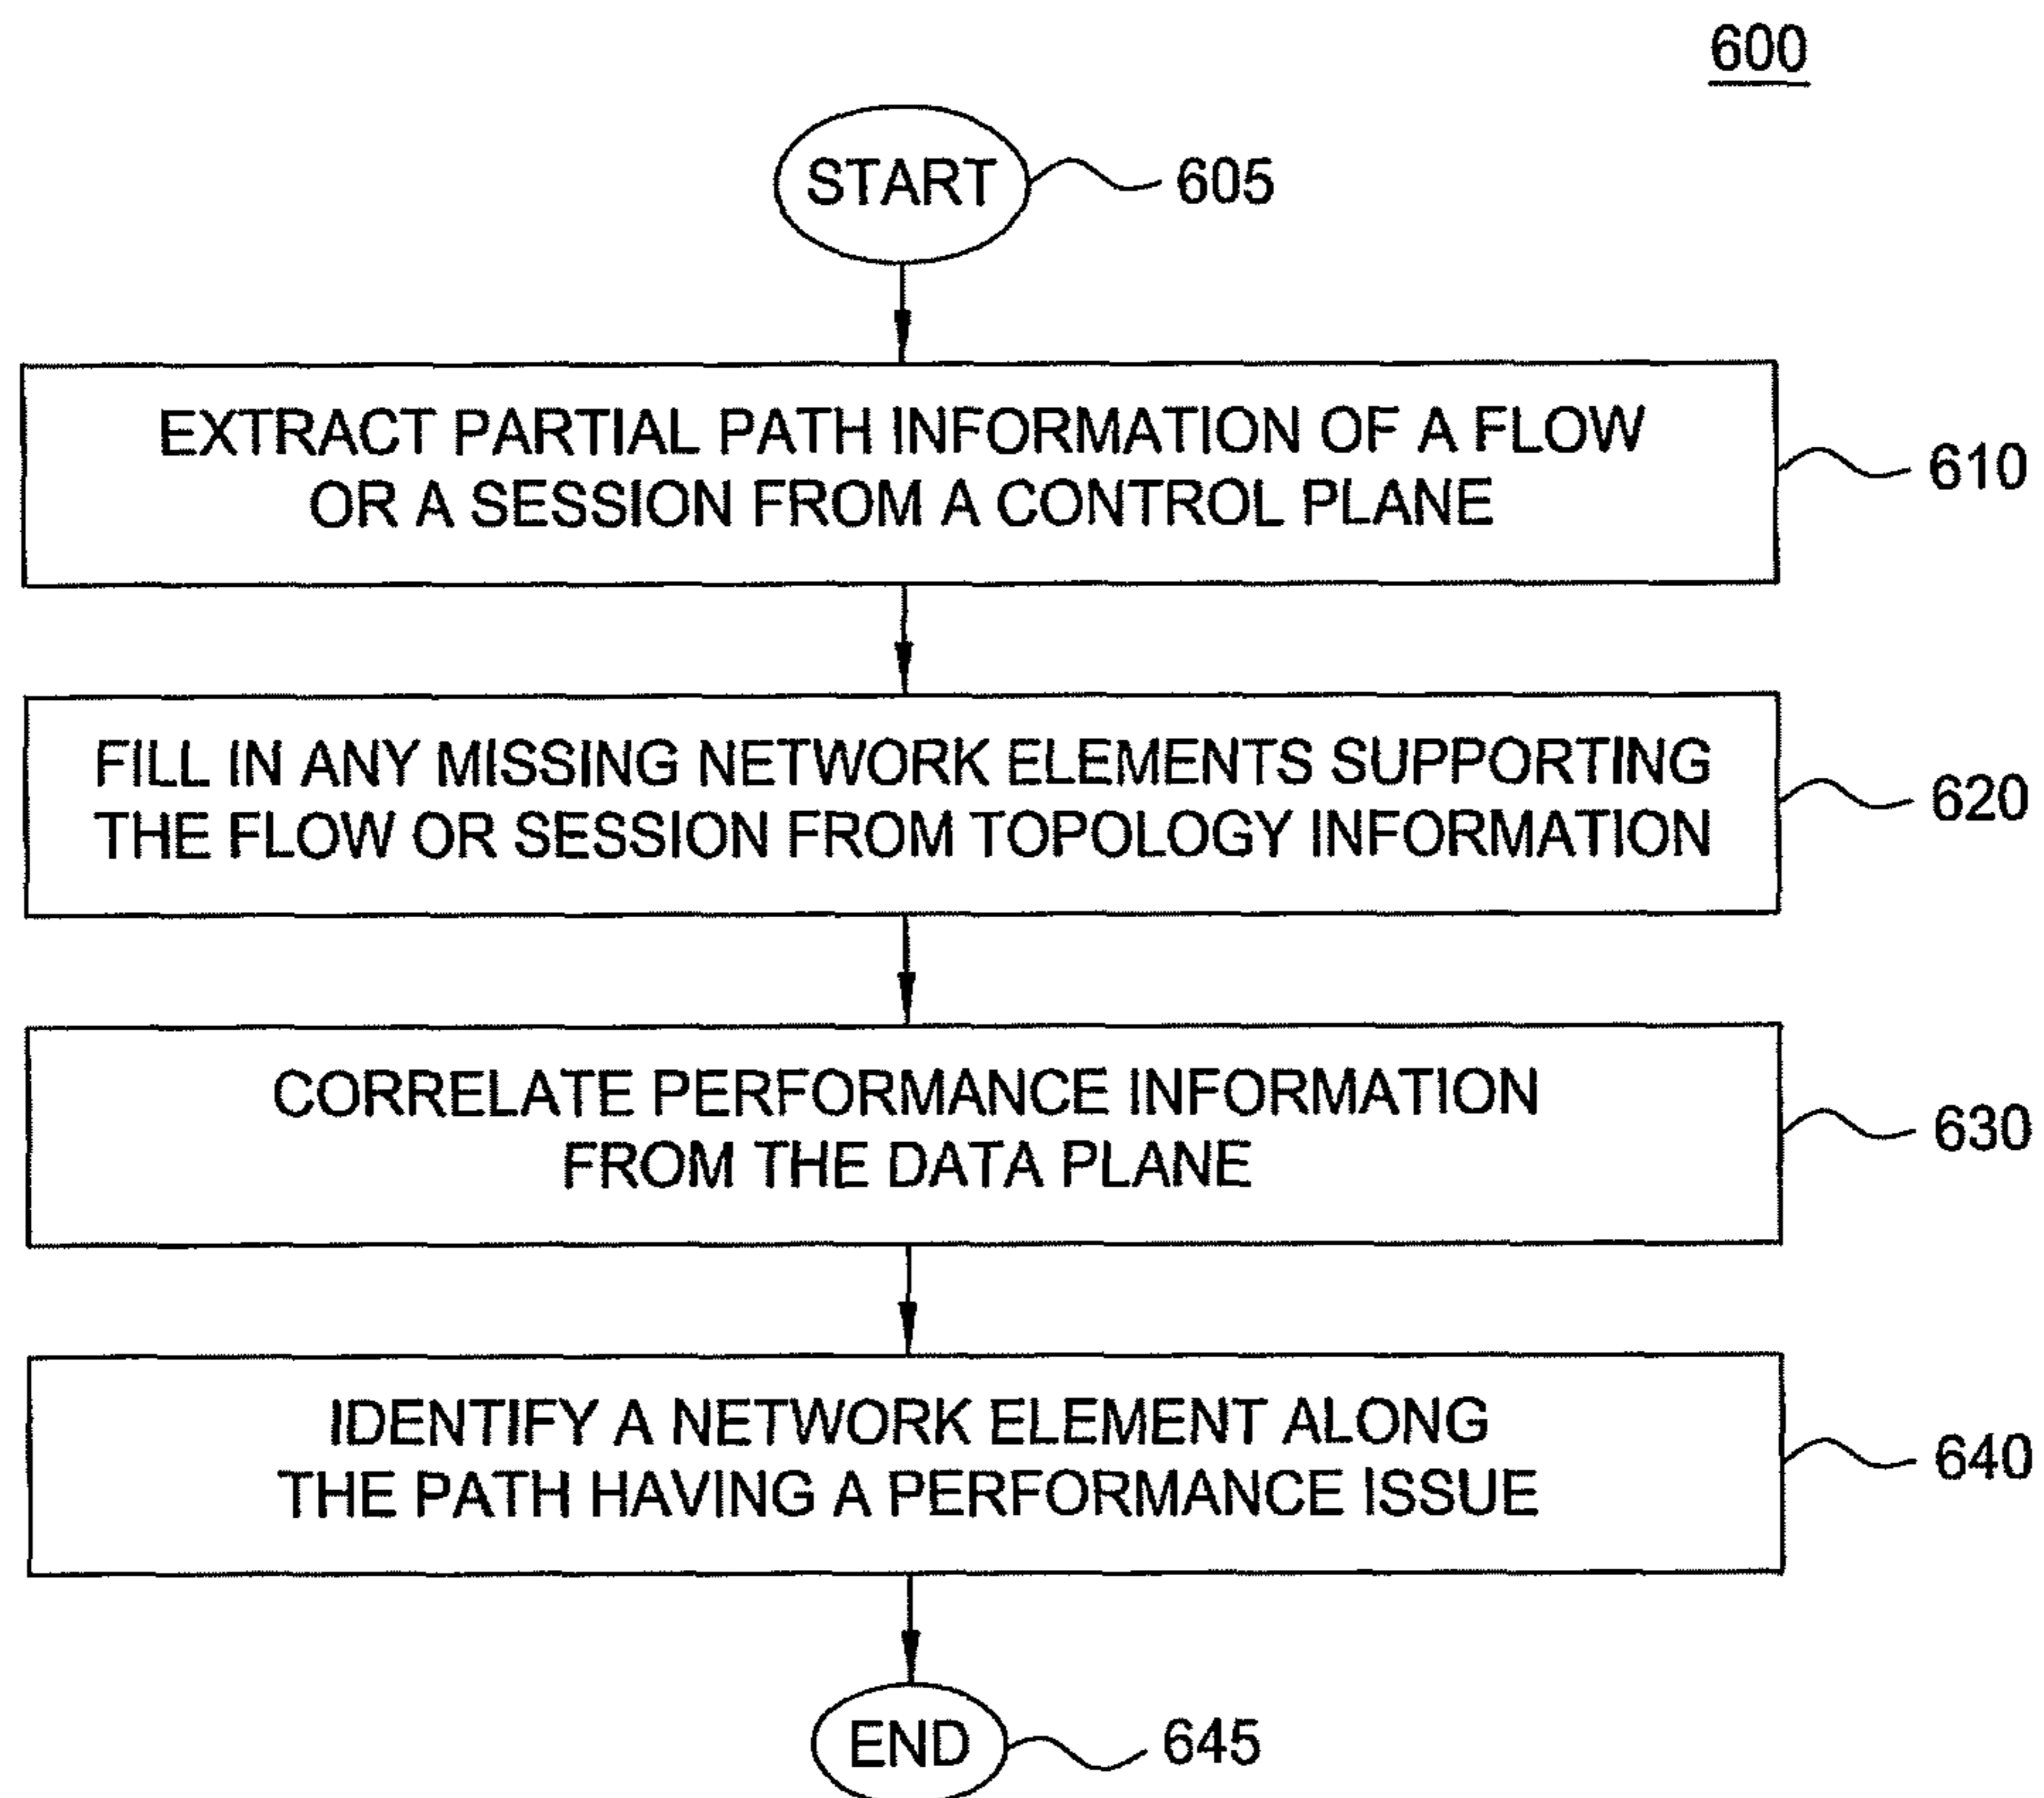 600
START
605
EXTRACT PARTIAL PATH INFORMATION OF A FLOW
OR A SESSION FROM A CONTROL PLANE
610
FILL IN ANY MISSING NETWORK ELEMENTS SUPPORTING
THE FLOW OR SESSION FROM TOPOLOGY INFORMATION
620
CORRELATE PERFORMANCE INFORMATION
FROM THE DATA PLANE
630
IDENTIFY A NETWORK ELEMENT ALONG
THE PATH HAVING A PERFORMANCE ISSUE
640
END
645